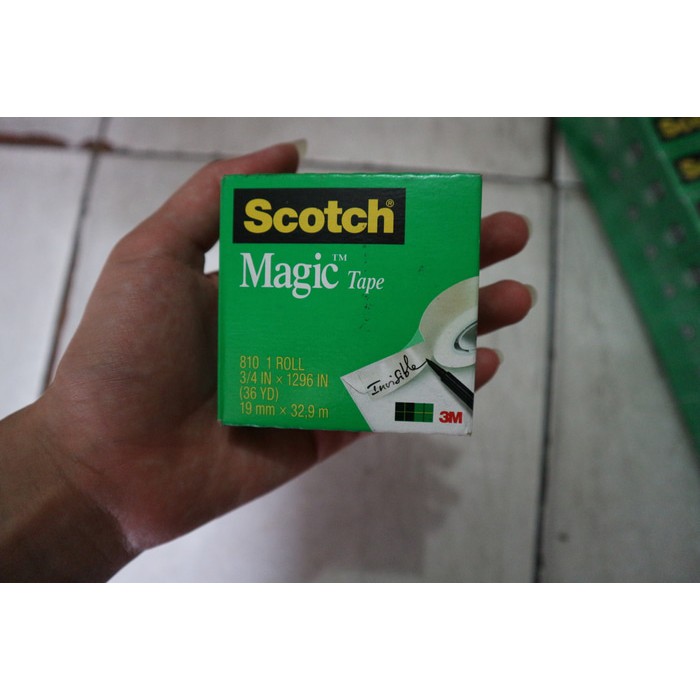 Scotch®
Magic™ Tape
810 1 ROLL
3/4 IN × 1296 IN
(36 YD)
19 mm × 32,9 m
Invisible
3M